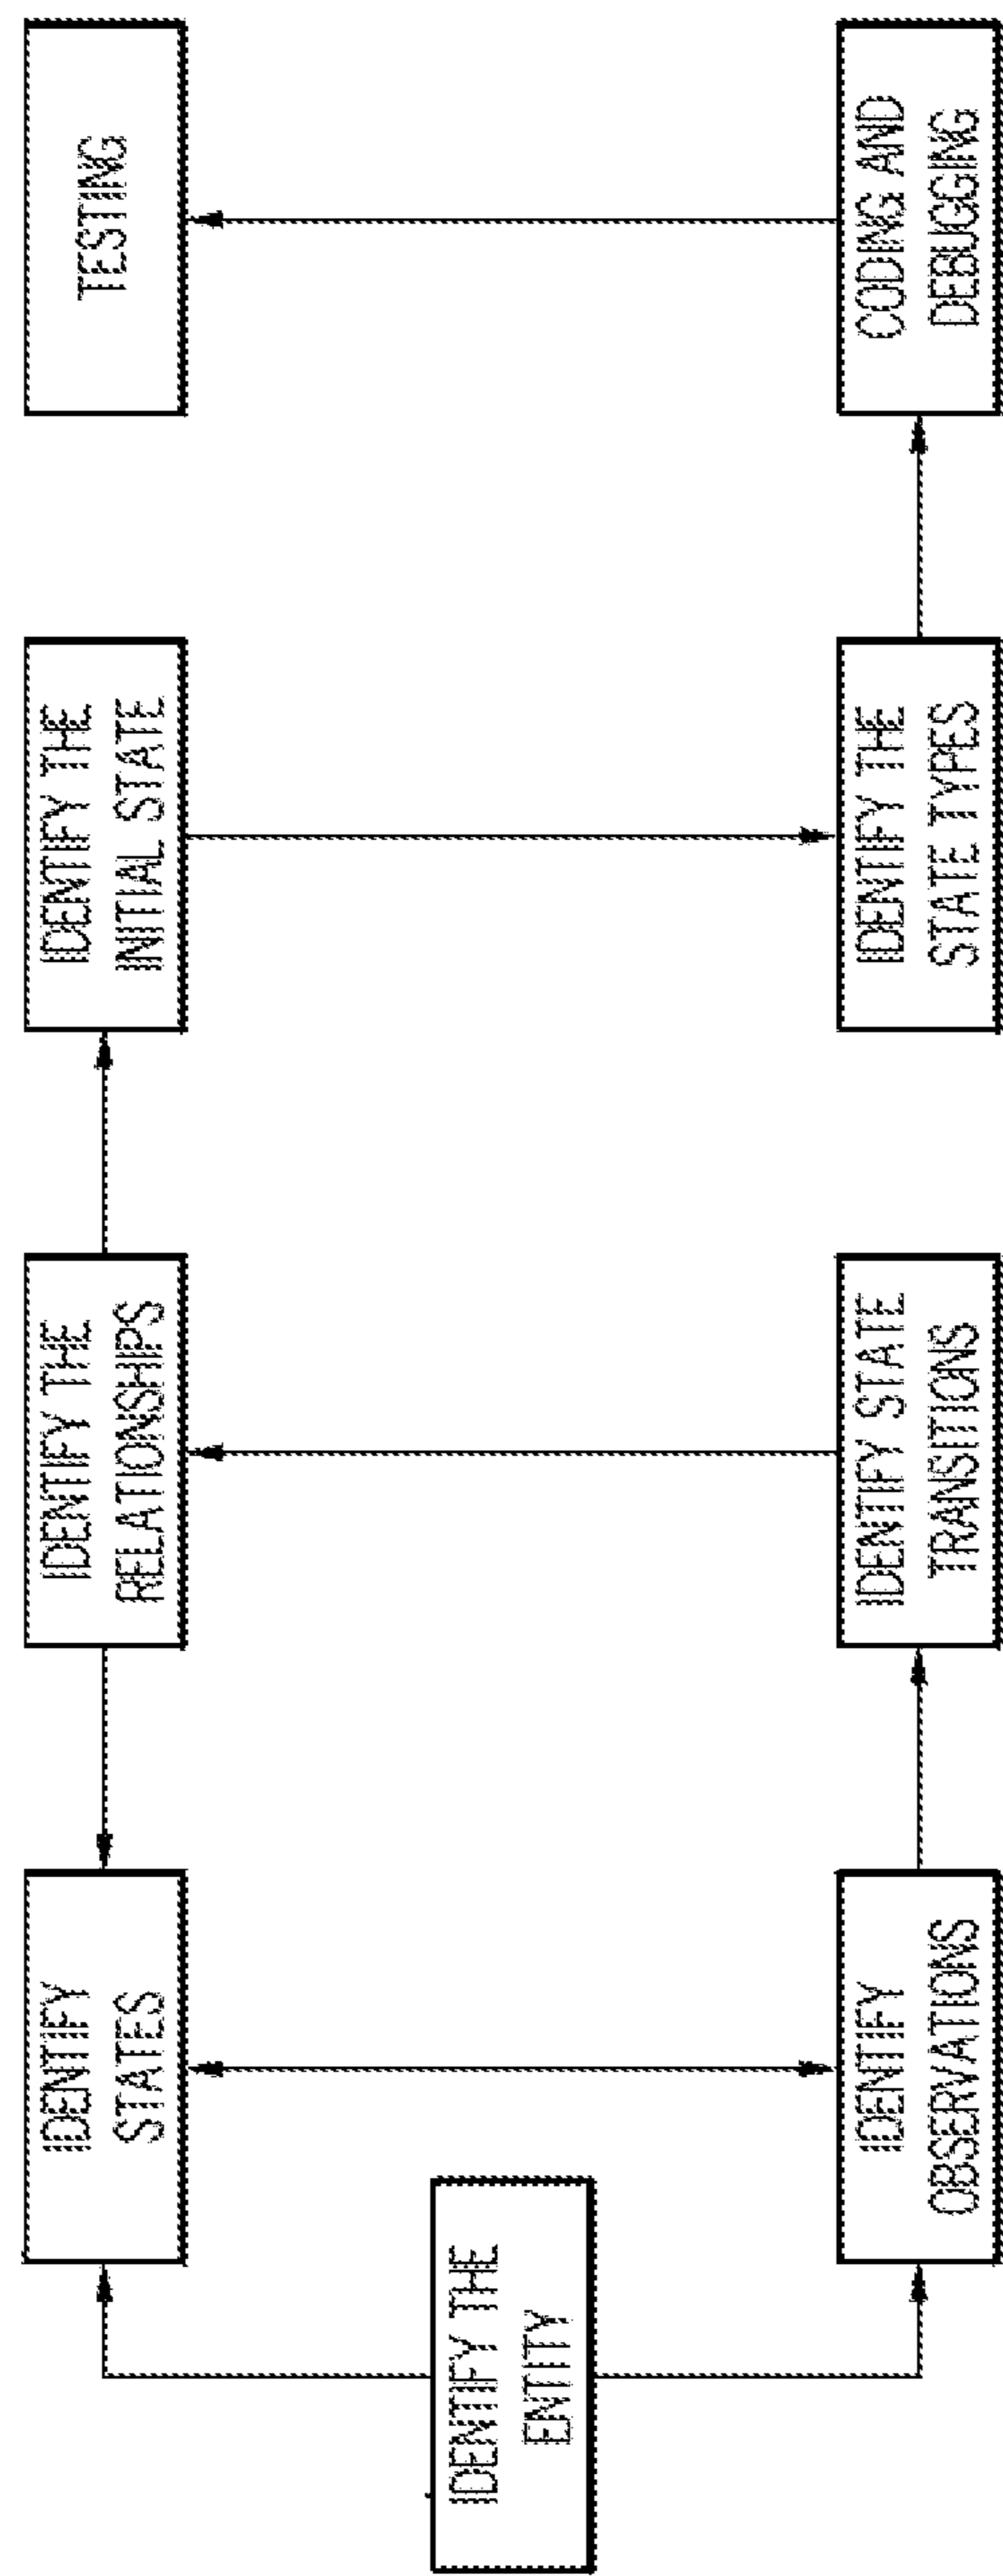 IDENTIFY THE
ENTITY
IDENTIFY
STATES
IDENTIFY
OBSERVATIONS
IDENTIFY THE
RELATIONSHIPS
IDENTIFY STATE
TRANSITIONS
IDENTIFY THE
INITIAL STATE
IDENTIFY THE
STATE TYPES
TESTING
CODING AND
DEBUGGING